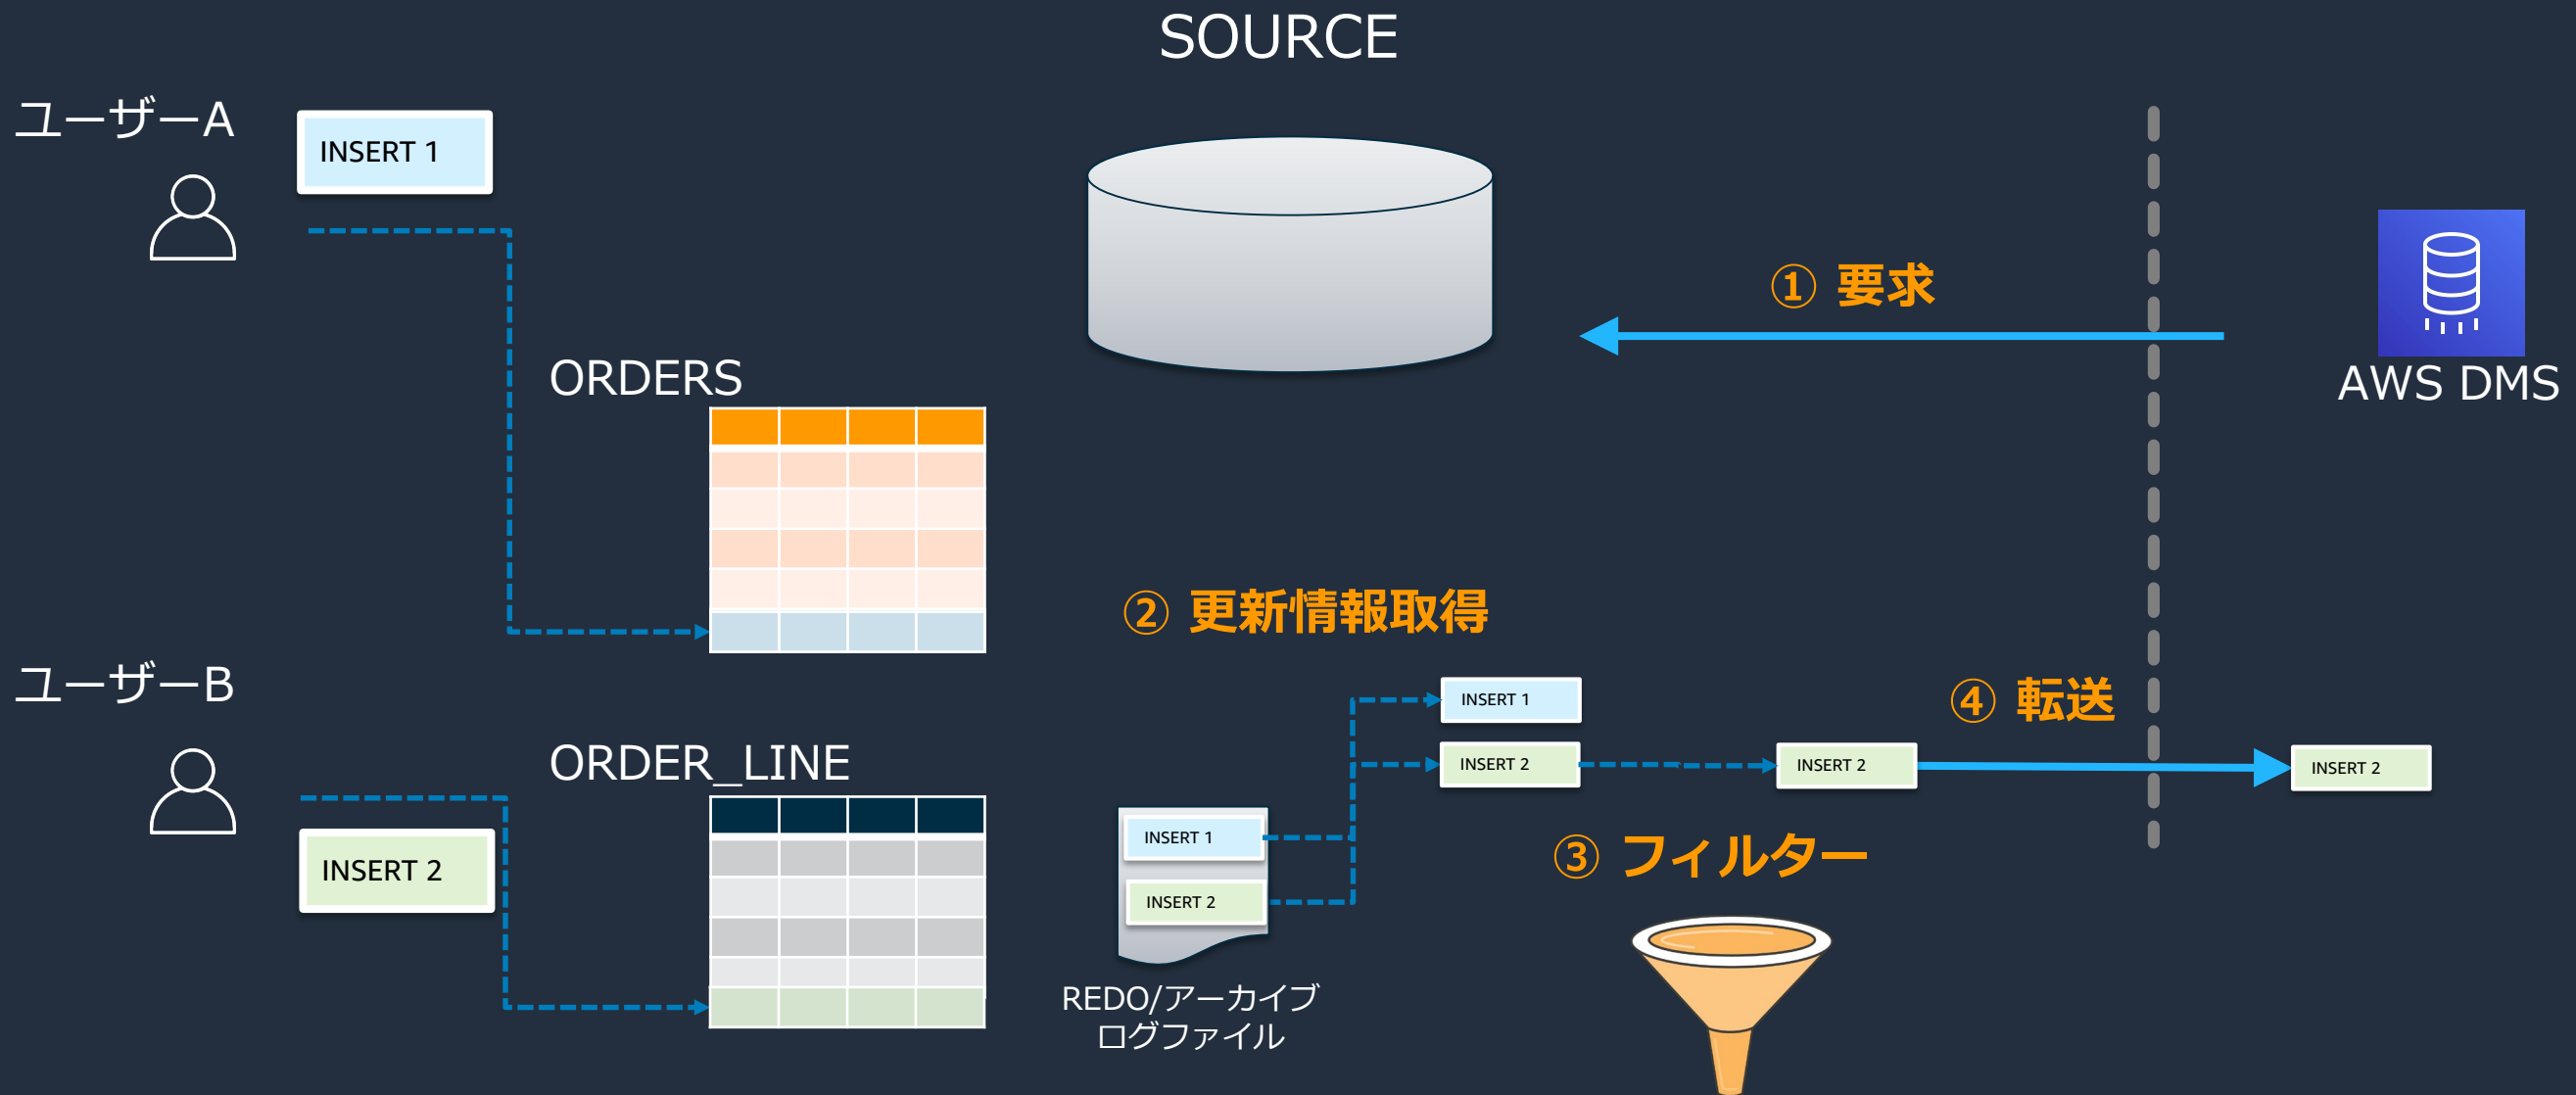 SOURCE
ユーザーA
INSERT 1
① 要求
AWS DMS
ORDERS
② 更新情報取得
ユーザーB
INSERT 1
④ 転送
ORDER_LINE
INSERT 2
INSERT 2
INSERT 2
INSERT 1
③ フィルター
INSERT 2
INSERT 2
REDO/アーカイブ
ログファイル